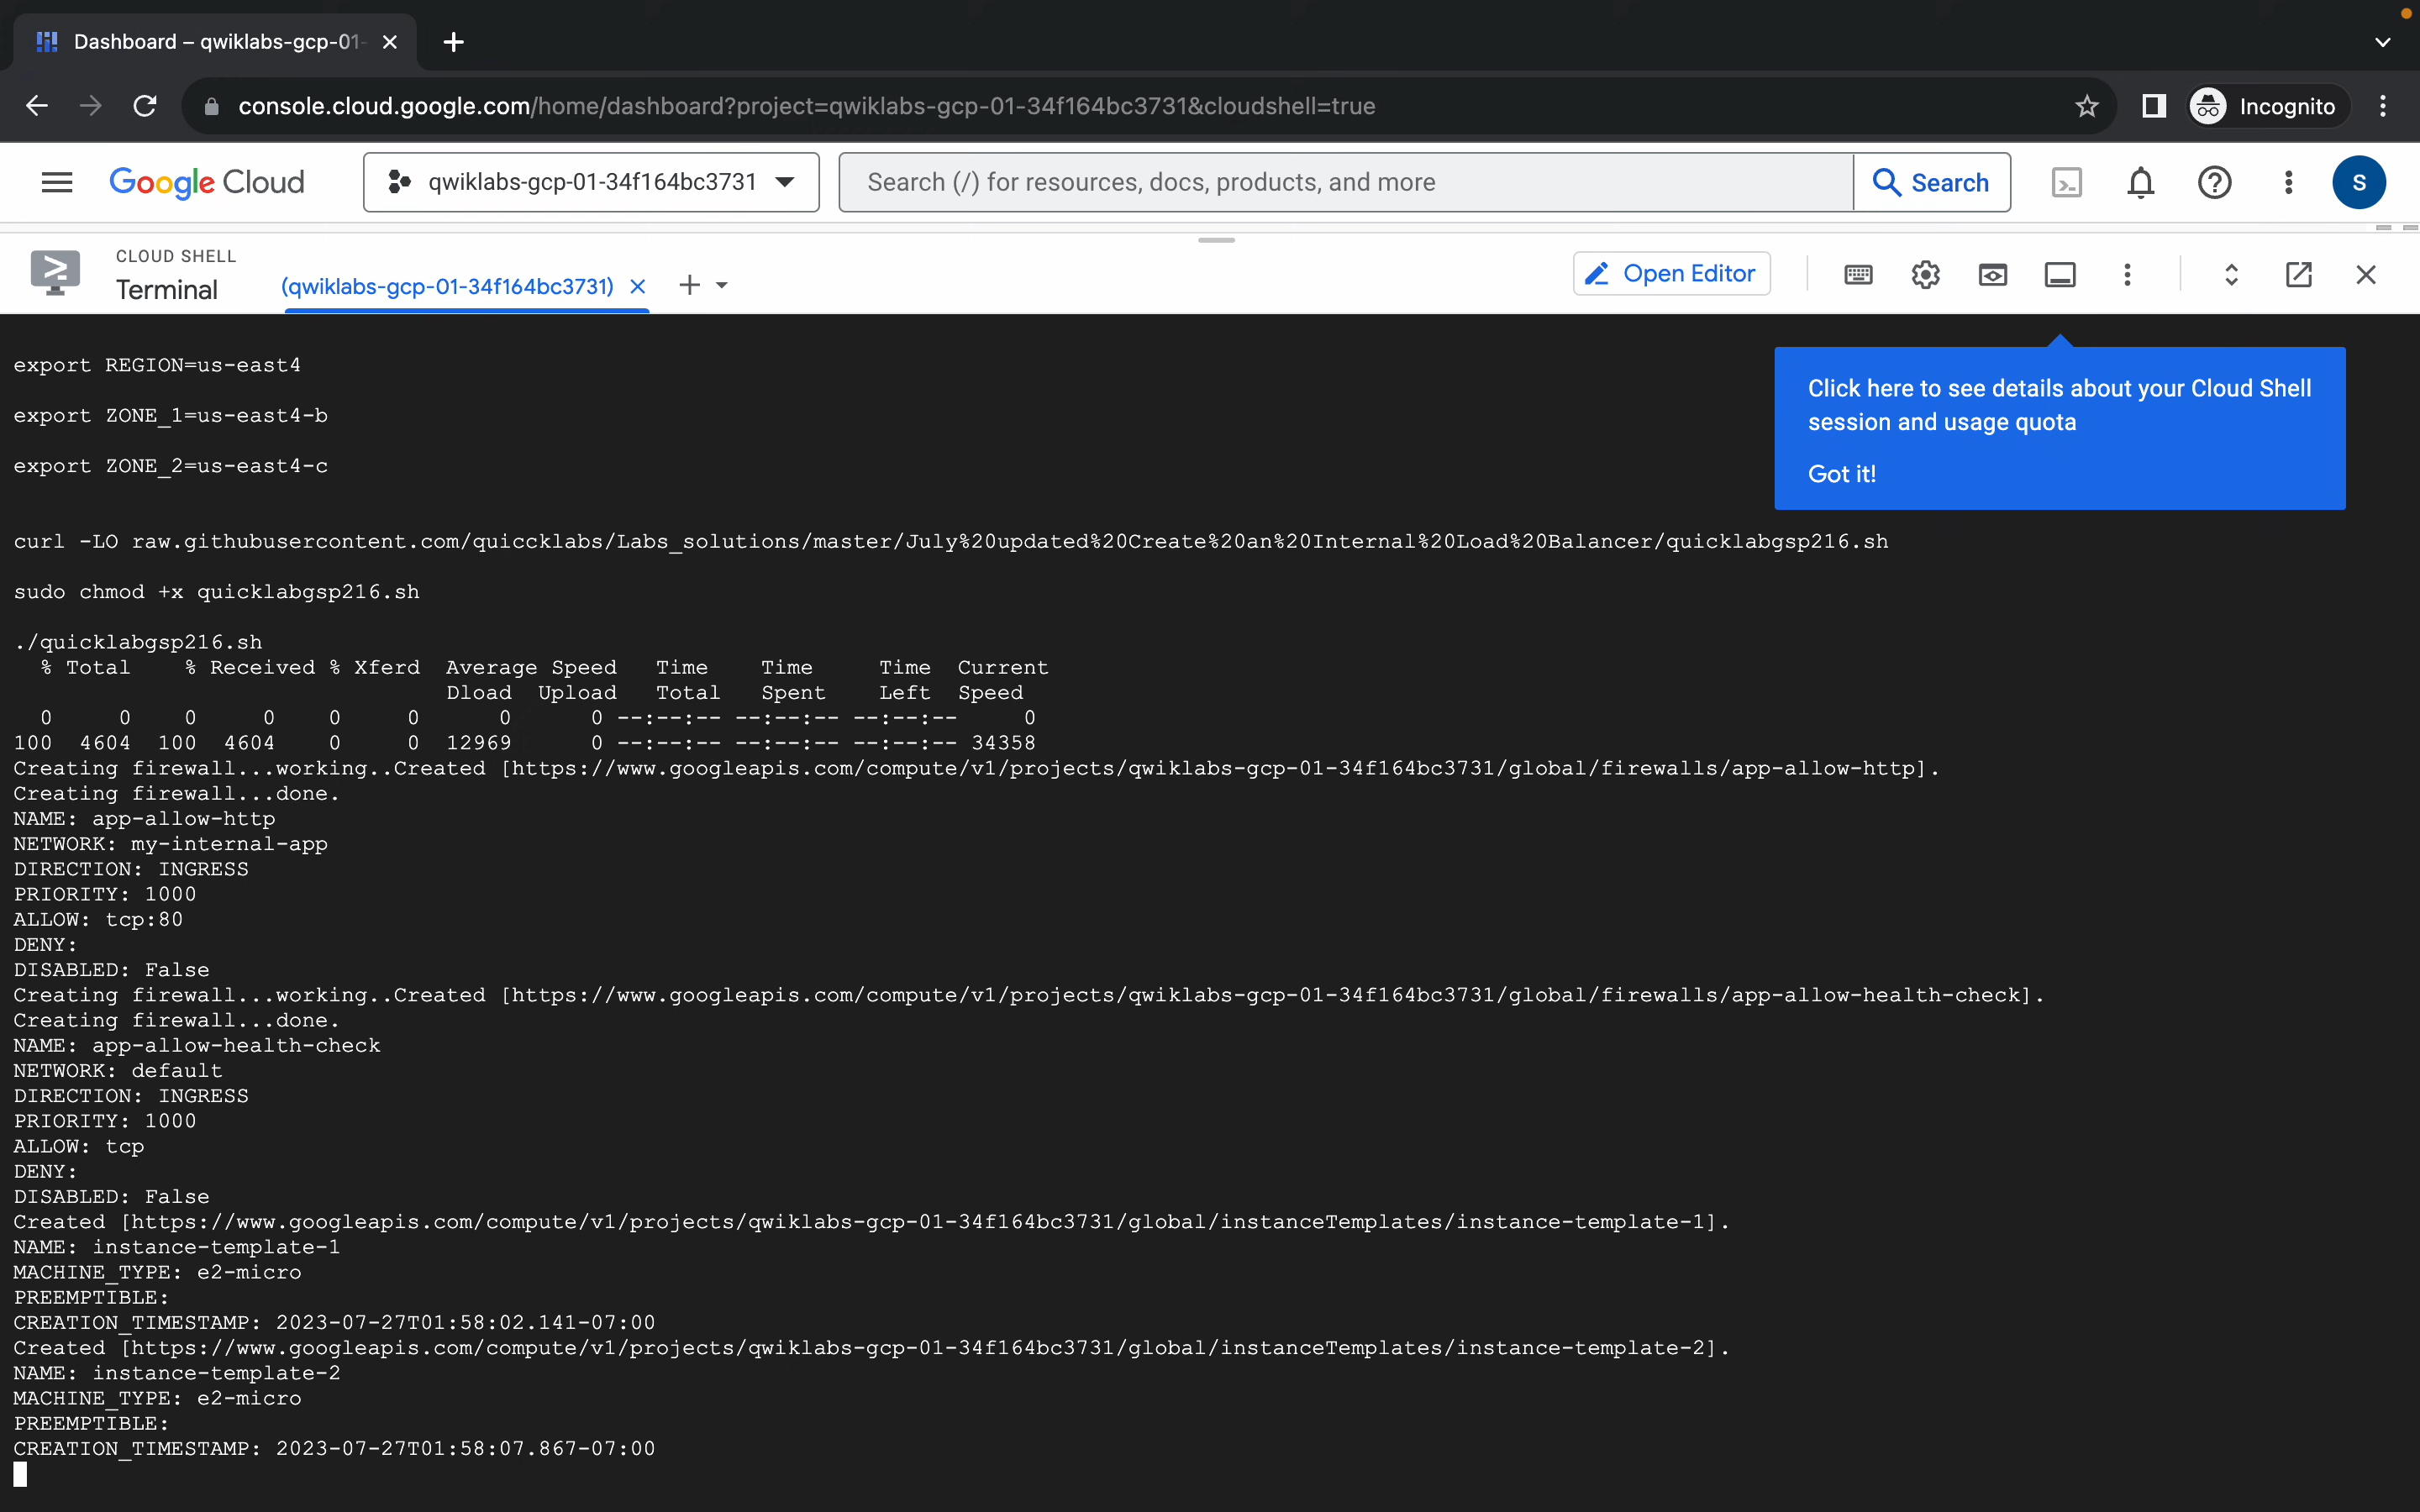 Dashboard – qwiklabs-gcp-01-
console.cloud.google.com/home/dashboard?project=qwiklabs-gcp-01-34f164bc3731&cloudshell=true
Incognito
Google Cloud
qwiklabs-gcp-01-34f164bc3731
Search (/) for resources, docs, products, and more
Search
S
CLOUD SHELL
Terminal
(qwiklabs-gcp-01-34f164bc3731)
Open Editor
Click here to see details about your Cloud Shell
session and usage quota
Got it!
export REGION=us-east4
export ZONE_1=us-east4-b
export ZONE_2=us-east4-c
curl -LO raw.githubusercontent.com/quiccklabs/Labs_solutions/master/July%20updated%20Create%20an%20Internal%20Load%20Balancer/quicklabgsp216.sh
sudo chmod +x quicklabgsp216.sh
./quicklabgsp216.sh
  % Total    % Received % Xferd  Average Speed   Time    Time     Time  Current
                                 Dload  Upload   Total   Spent    Left  Speed
  0     0    0     0    0     0      0      0 --:--:-- --:--:-- --:--:--     0
100  4604  100  4604    0     0  12969      0 --:--:-- --:--:-- --:--:-- 34358
Creating firewall...working..Created [https://www.googleapis.com/compute/v1/projects/qwiklabs-gcp-01-34f164bc3731/global/firewalls/app-allow-http].
Creating firewall...done.
NAME: app-allow-http
NETWORK: my-internal-app
DIRECTION: INGRESS
PRIORITY: 1000
ALLOW: tcp:80
DENY:
DISABLED: False
Creating firewall...working..Created [https://www.googleapis.com/compute/v1/projects/qwiklabs-gcp-01-34f164bc3731/global/firewalls/app-allow-health-check].
Creating firewall...done.
NAME: app-allow-health-check
NETWORK: default
DIRECTION: INGRESS
PRIORITY: 1000
ALLOW: tcp
DENY:
DISABLED: False
Created [https://www.googleapis.com/compute/v1/projects/qwiklabs-gcp-01-34f164bc3731/global/instanceTemplates/instance-template-1].
NAME: instance-template-1
MACHINE_TYPE: e2-micro
PREEMPTIBLE:
CREATION_TIMESTAMP: 2023-07-27T01:58:02.141-07:00
Created [https://www.googleapis.com/compute/v1/projects/qwiklabs-gcp-01-34f164bc3731/global/instanceTemplates/instance-template-2].
NAME: instance-template-2
MACHINE_TYPE: e2-micro
PREEMPTIBLE:
CREATION_TIMESTAMP: 2023-07-27T01:58:07.867-07:00